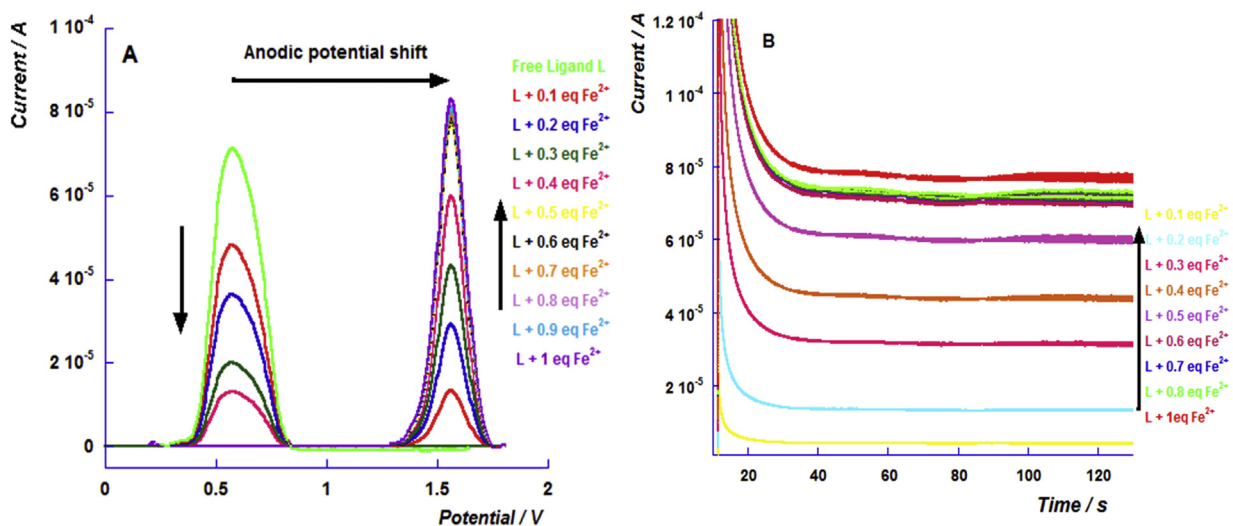 A
Anodic potential shift
Current / A
1 10⁻⁴
8 10⁻⁵
6 10⁻⁵
4 10⁻⁵
2 10⁻⁵
0
0
0.5
1
1.5
2
Potential / V
Free Ligand L
L + 0.1 eq Fe²⁺
L + 0.2 eq Fe²⁺
L + 0.3 eq Fe²⁺
L + 0.4 eq Fe²⁺
L + 0.5 eq Fe²⁺
L + 0.6 eq Fe²⁺
L + 0.7 eq Fe²⁺
L + 0.8 eq Fe²⁺
L + 0.9 eq Fe²⁺
L + 1 eq Fe²⁺
B
Current / A
1.2 10⁻⁴
1 10⁻⁴
8 10⁻⁵
6 10⁻⁵
4 10⁻⁵
2 10⁻⁵
20
40
60
80
100
120
Time / s
L + 0.1 eq Fe²⁺
L + 0.2 eq Fe²⁺
L + 0.3 eq Fe²⁺
L + 0.4 eq Fe²⁺
L + 0.5 eq Fe²⁺
L + 0.6 eq Fe²⁺
L + 0.7 eq Fe²⁺
L + 0.8 eq Fe²⁺
L + 1eq Fe²⁺